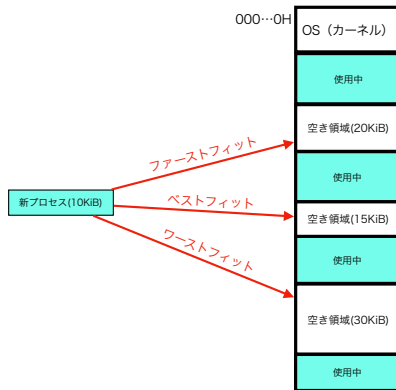 000…0H
OS（カーネル）
使用中
空き領域(20KiB)
ファーストフィット
使用中
新プロセス(10KiB)
ベストフィット
空き領域(15KiB)
使用中
ワーストフィット
空き領域(30KiB)
使用中